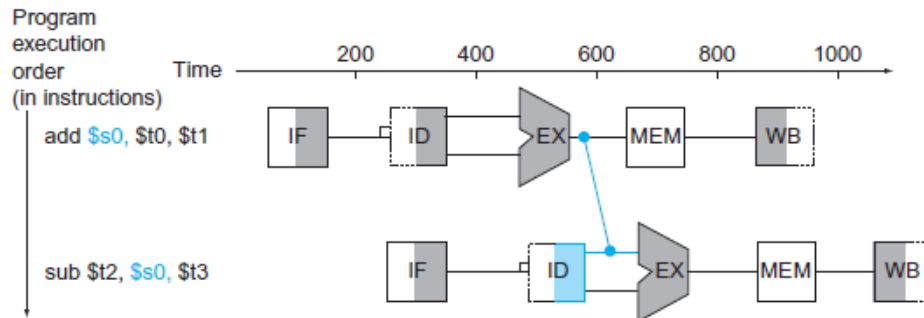 Program
execution
order
(in instructions)
Time
200 400 600 800 1000
add $s0, $t0, $t1
IF ID EX MEM WB
sub $t2, $s0, $t3
IF ID EX MEM WB